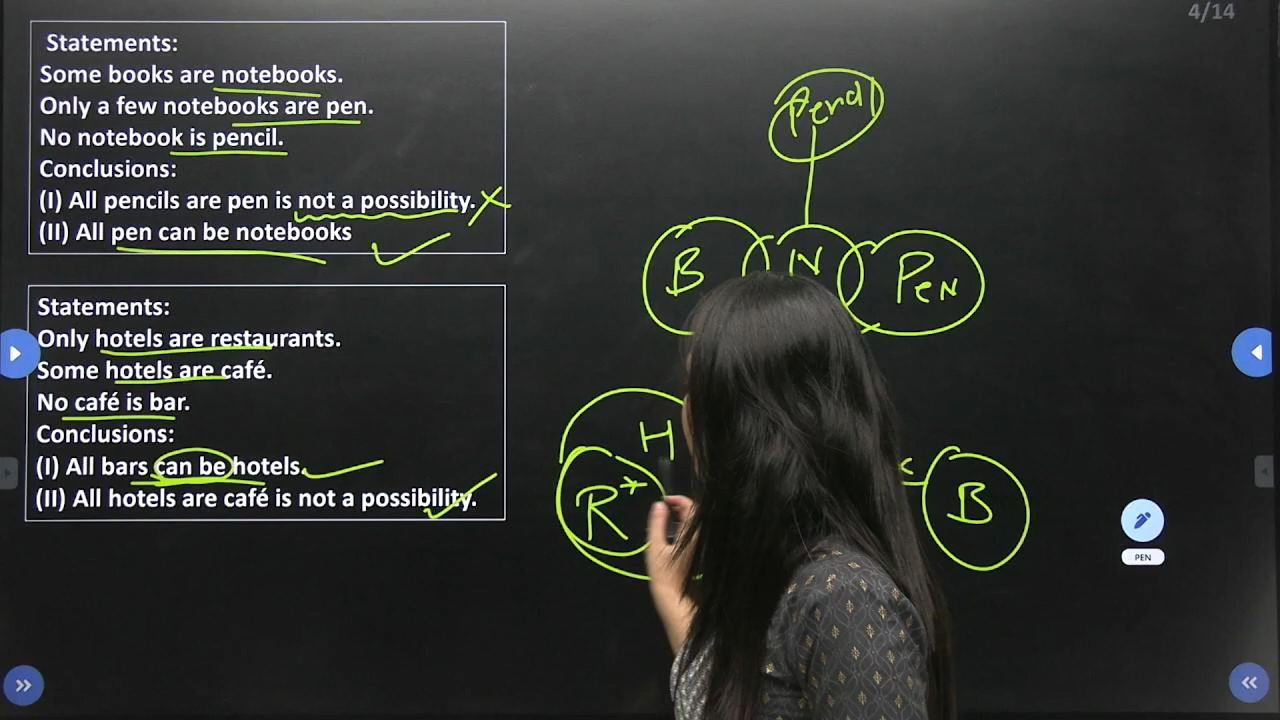 4/14
Statements:
Some books are notebooks.
Only a few notebooks are pen.
No notebook is pencil.
Conclusions:
(I) All pencils are pen is not a possibility.
(II) All pen can be notebooks
Statements:
Only hotels are restaurants.
Some hotels are café.
No café is bar.
Conclusions:
(I) All bars can be hotels.
(II) All hotels are café is not a possibility.
B
N
Pen
H
R
B
PEN